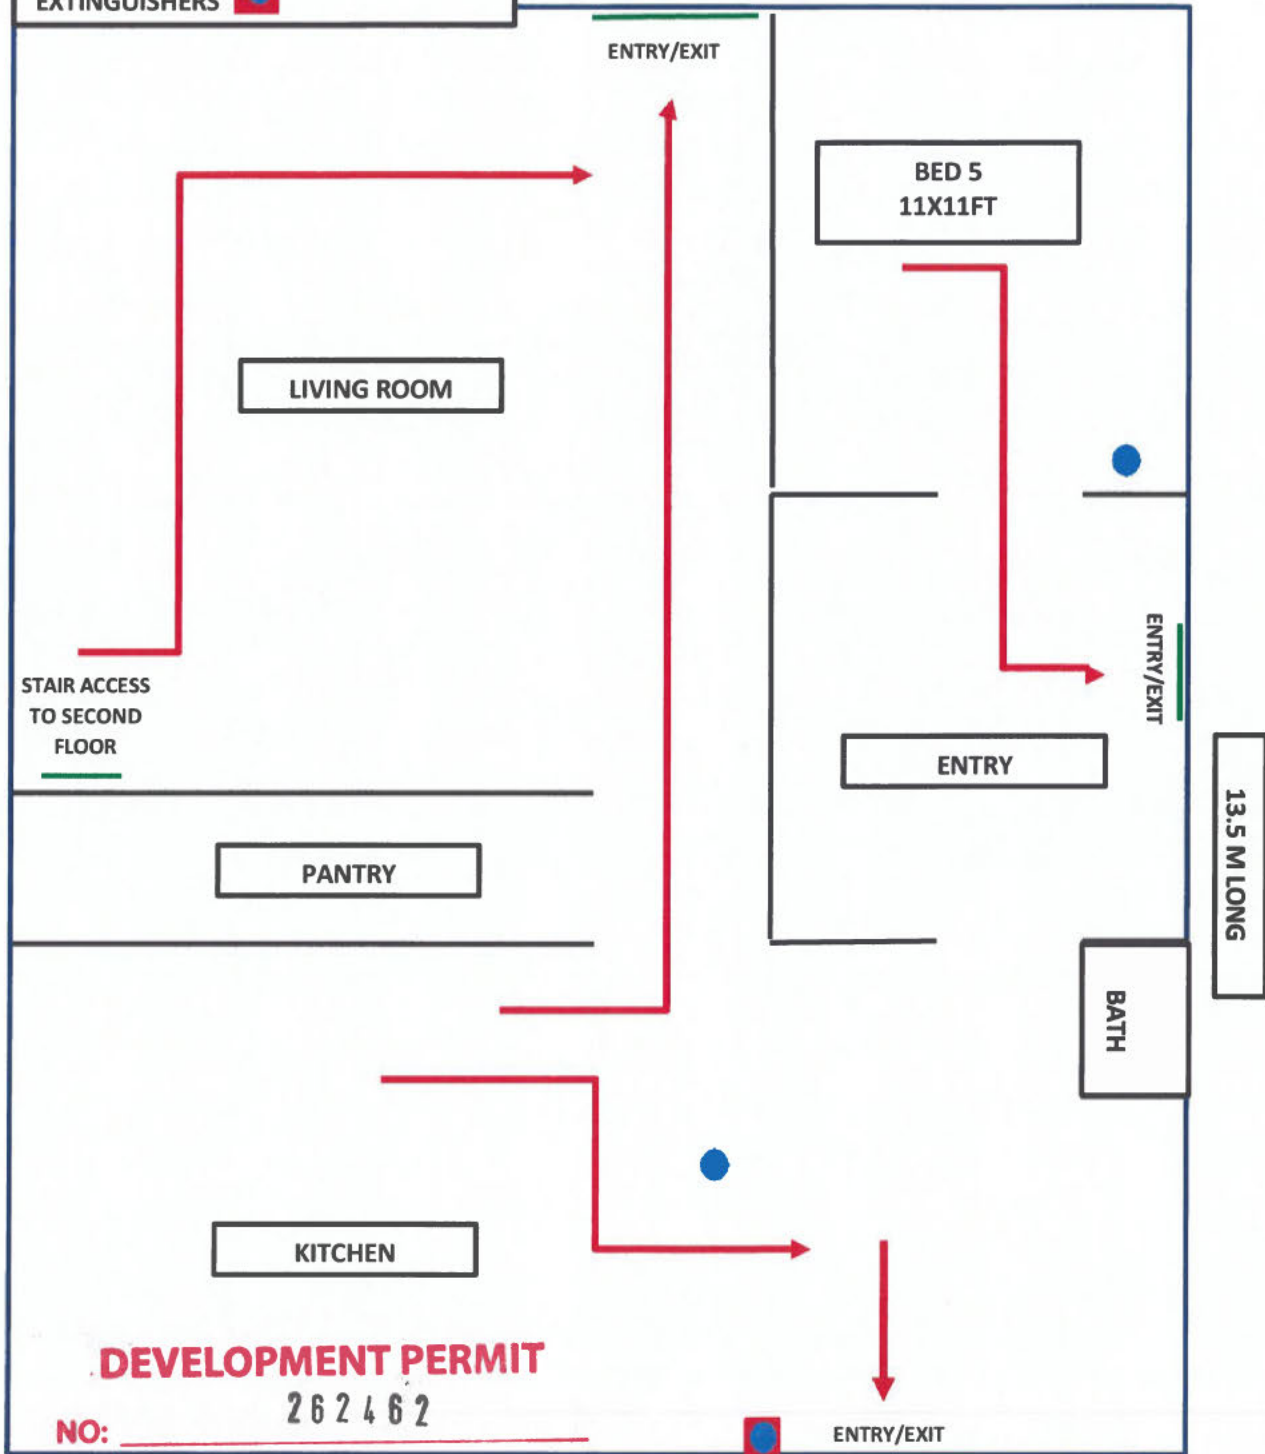 EXTINGUISHERS
ENTRY/EXIT
BED 5
11X11FT
LIVING ROOM
ENTRY/EXIT
STAIR ACCESS
TO SECOND
FLOOR
ENTRY
13.5 M LONG
PANTRY
BATH
KITCHEN
DEVELOPMENT PERMIT
262462
NO:
ENTRY/EXIT